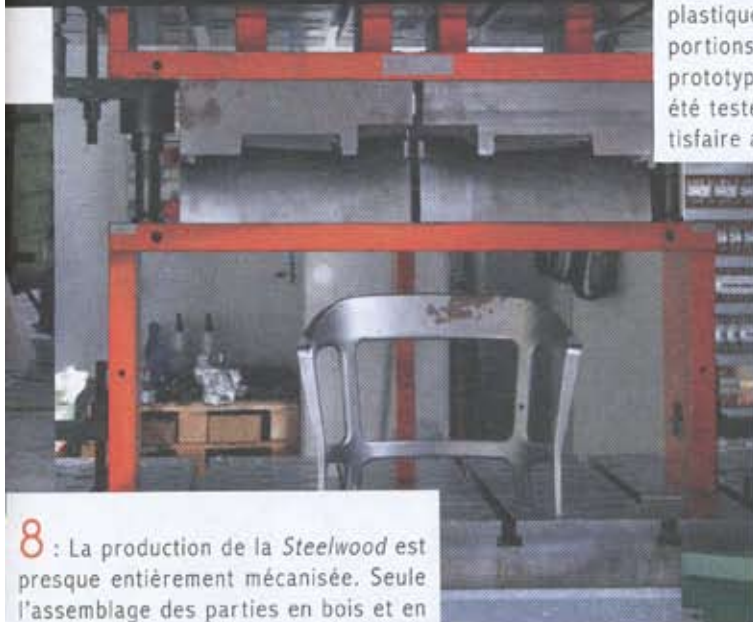 plastique
portions
prototyp
été test
tisfaire a
8 : La production de la Steelwood est
presque entièrement mécanisée. Seule
l'assemblage des parties en bois et en